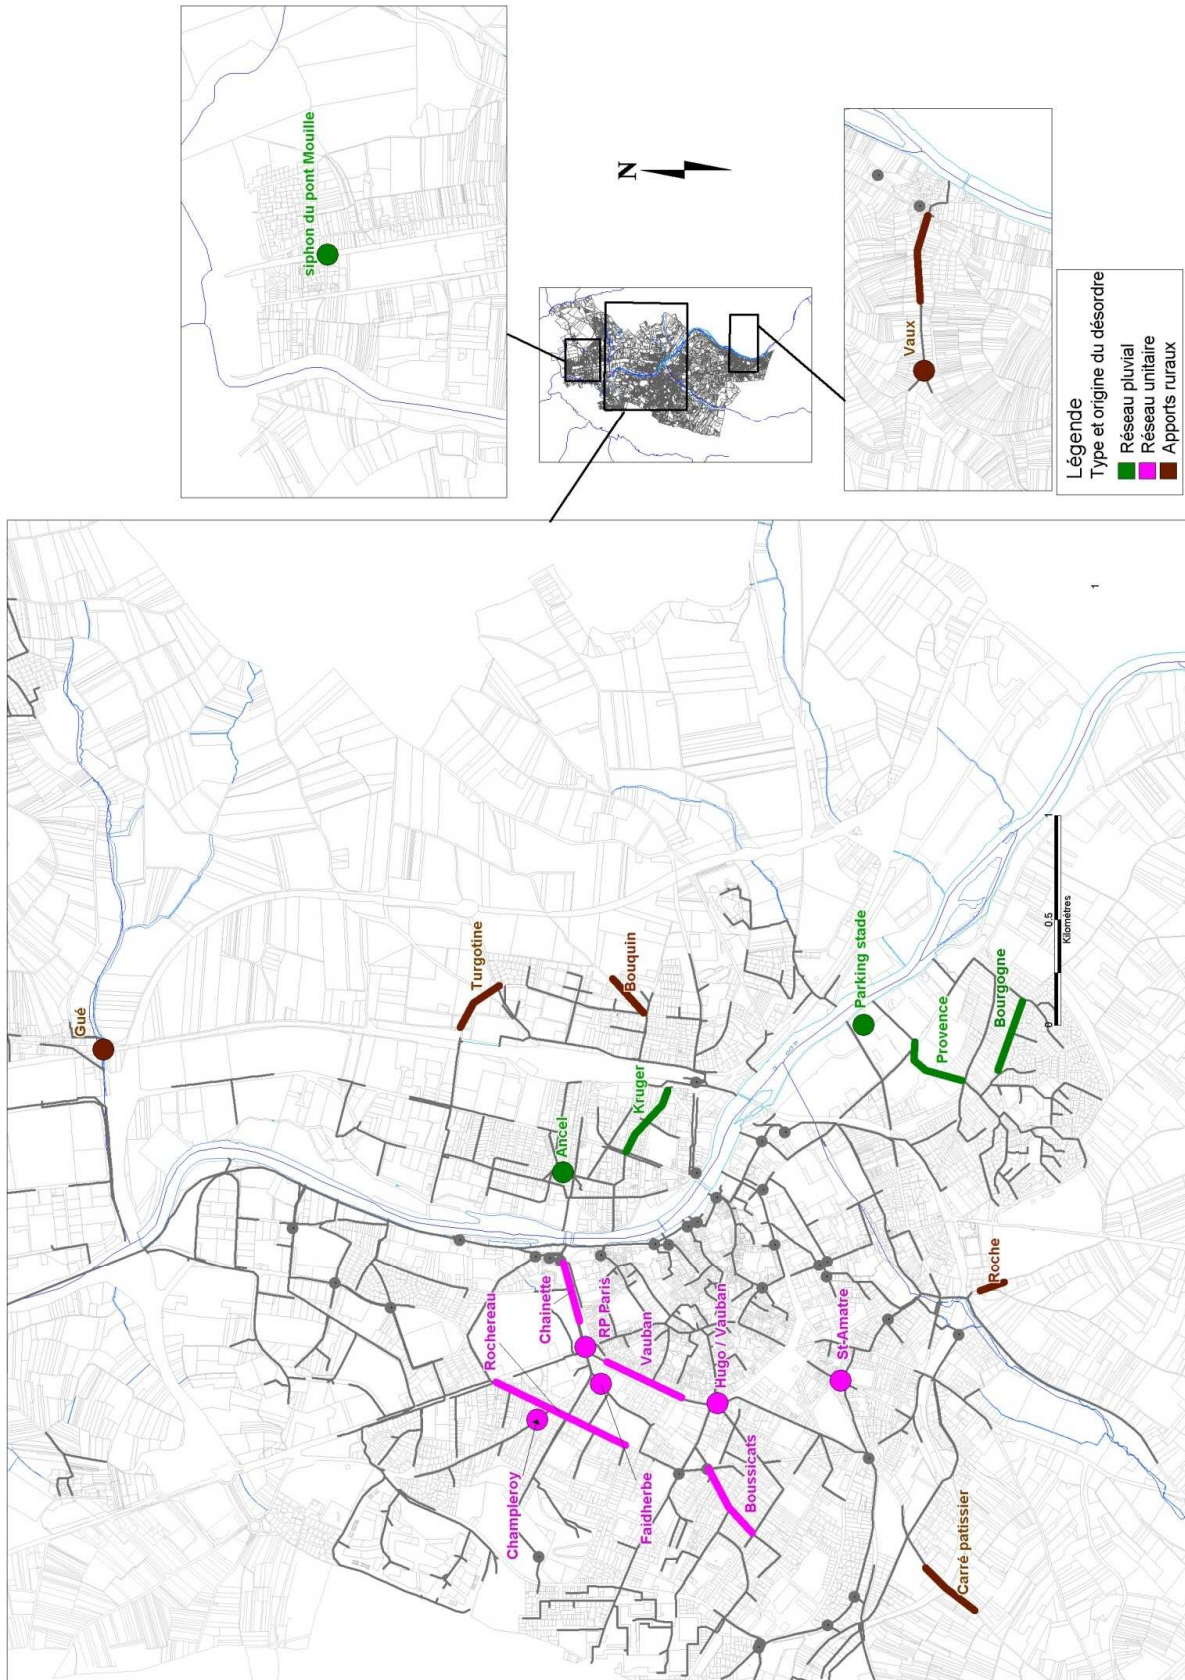 siphon du pont Mouille
N
Vaux
Légende
Type et origine du désordre
Réseau pluvial
Réseau unitaire
Apports ruraux
Gué
Turgotine
Bouquin
Ancel
Kruger
Parking stade
Provence
Bourgogne
0
0.5
1
Kilomètres
1
Rochereau
Chainette
RP Paris
Vauban
Hugo / Vauban
St-Amatre
Roche
Champleroy
Faidherbe
Boussicats
Carré patissier